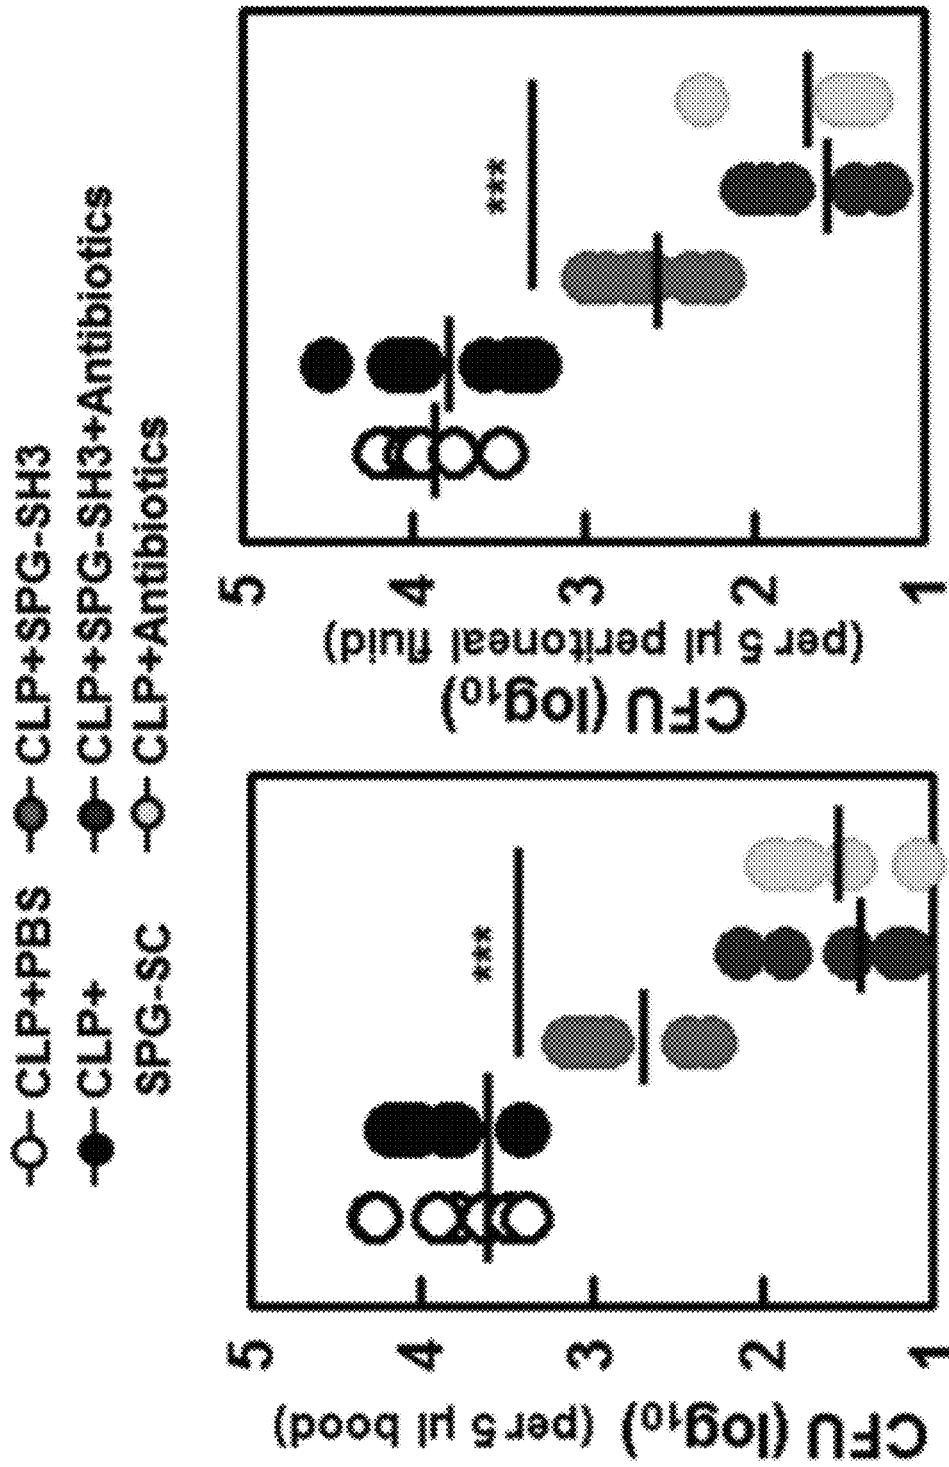 CLP+PBS
CLP+
SPG-SC
CLP+SPG-SH3
CLP+SPG-SH3+Antibiotics
CLP+Antibiotics
CFU (log10)
(per 5 µl bood)
5
4
3
2
1
***
CFU (log10)
(per 5 µl peritoneal fluid)
5
4
3
2
1
***